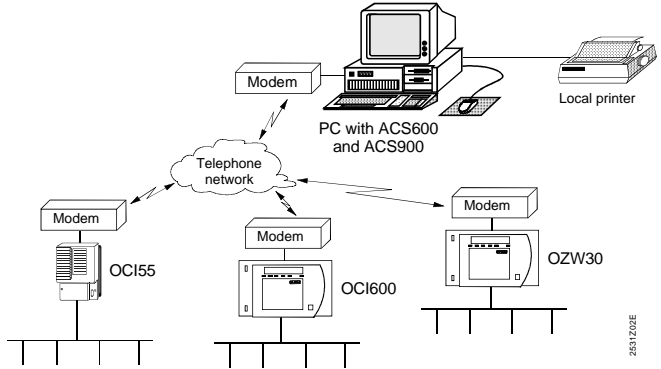 Modem
Local printer
PC with ACS600
and ACS900
Telephone
network
Modem
Modem
Modem
OCI55
OCI600
OZW30
2531Z02E